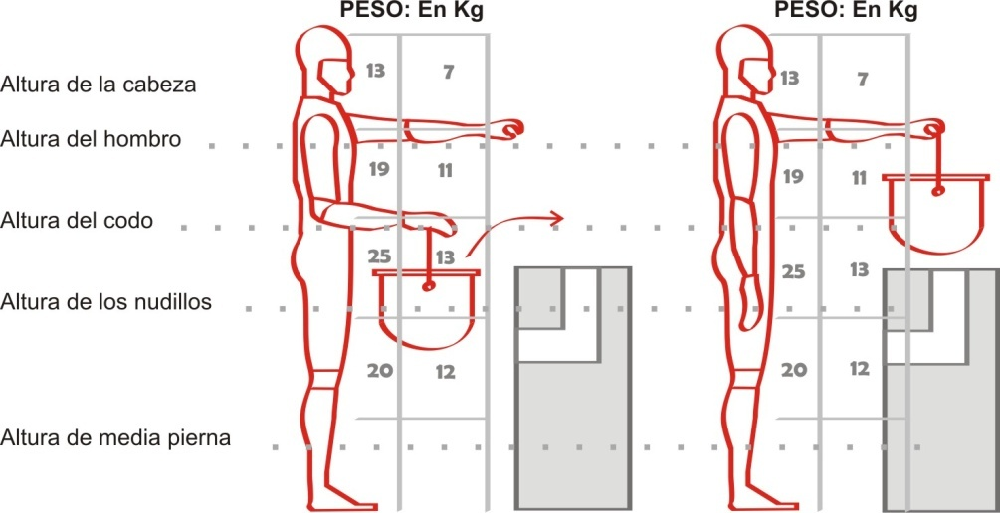 PESO: En Kg PESO: En Kg
Altura de la cabeza 13 7 13 7
Altura del hombro
19 11 19 11
Altura del codo
25 13 25 13
Altura de los nudillos
20 12 20 12
Altura de media pierna